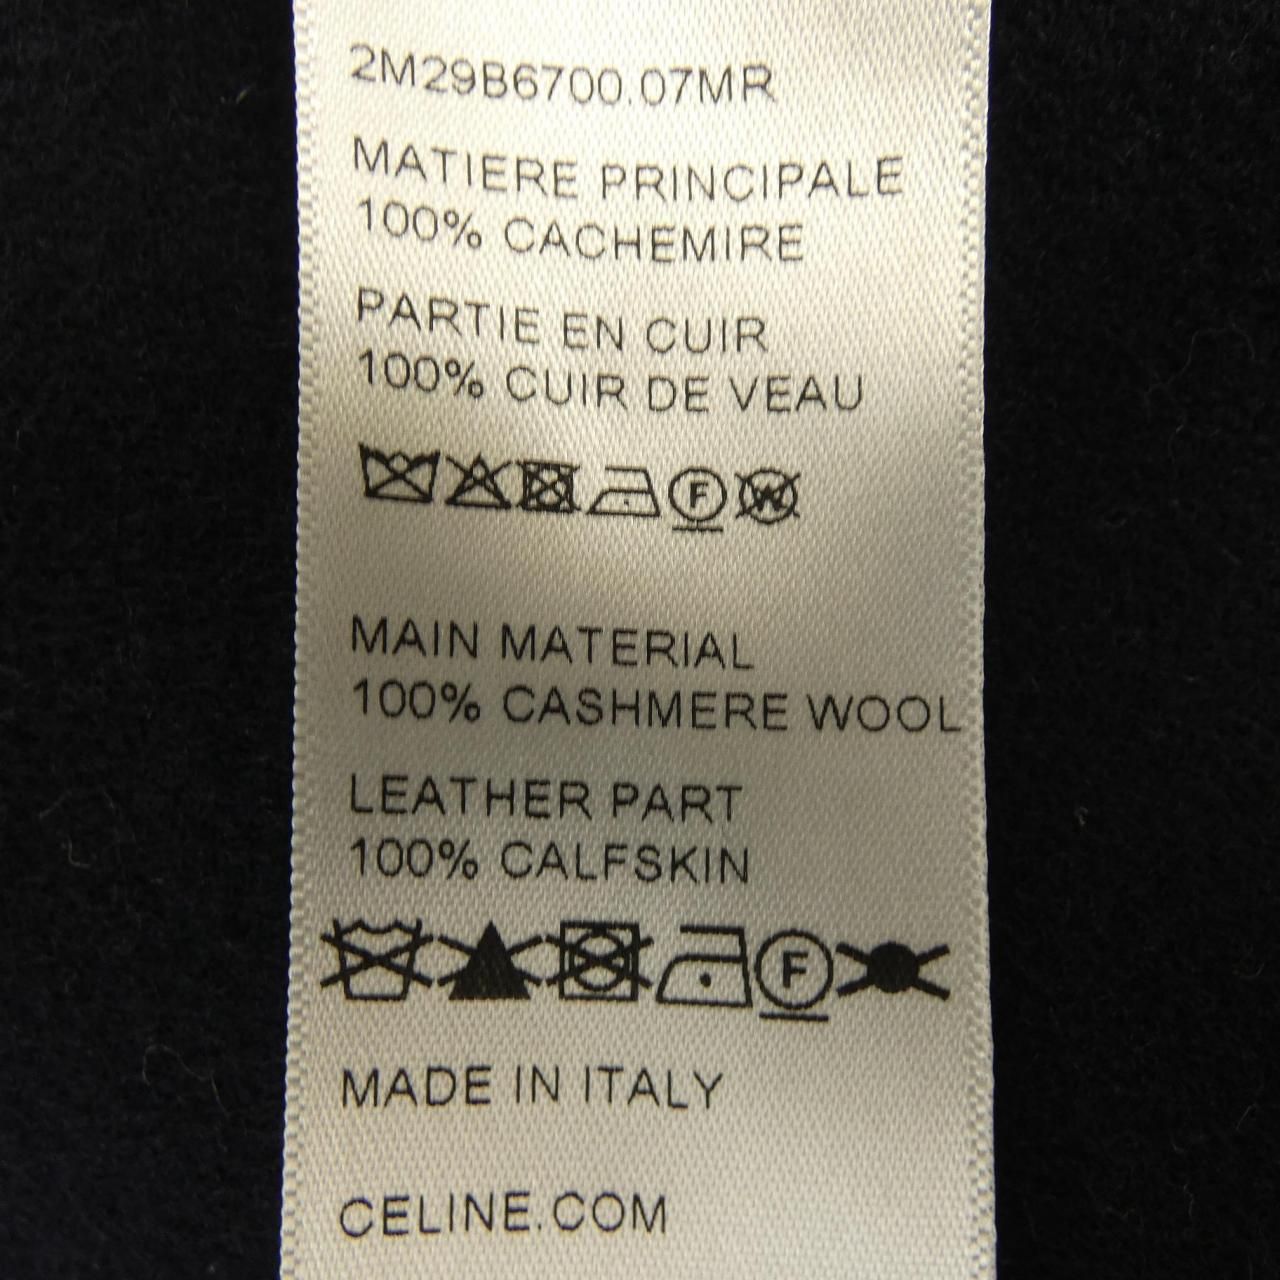 2M29B6700.07MR
MATIERE PRINCIPALE
100% CACHEMIRE
PARTIE EN CUIR
100% CUIR DE VEAU
F W
MAIN MATERIAL
100% CASHMERE WOOL
LEATHER PART
100% CALFSKIN
F
MADE IN ITALY
CELINE.COM